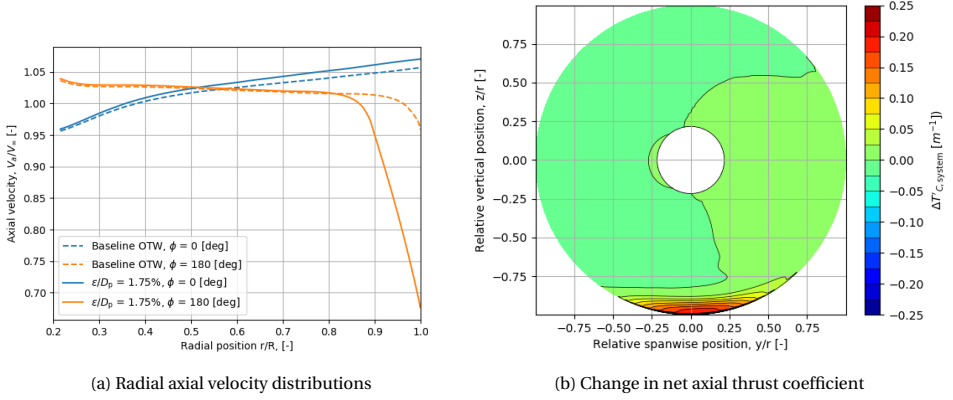 1.05
1.00
0.95
0.90
0.85
0.80
0.75
0.70
Axial velocity, Va/V∞ [-]
Baseline OTW, ϕ = 0 [deg]
Baseline OTW, ϕ = 180 [deg]
ε/Dp = 1.75%, ϕ = 0 [deg]
ε/Dp = 1.75%, ϕ = 180 [deg]
0.2 0.3 0.4 0.5 0.6 0.7 0.8 0.9 1.0
Radial position r/R, [-]
(a) Radial axial velocity distributions
0.75
0.50
0.25
0.00
−0.25
−0.50
−0.75
Relative vertical position, z/r [-]
−0.75 −0.50 −0.25 0.00 0.25 0.50 0.75
Relative spanwise position, y/r [-]
0.25
0.20
0.15
0.10
0.05
0.00
−0.05
−0.10
−0.15
−0.20
−0.25
ΔT′C,system [m⁻¹]
(b) Change in net axial thrust coefficient